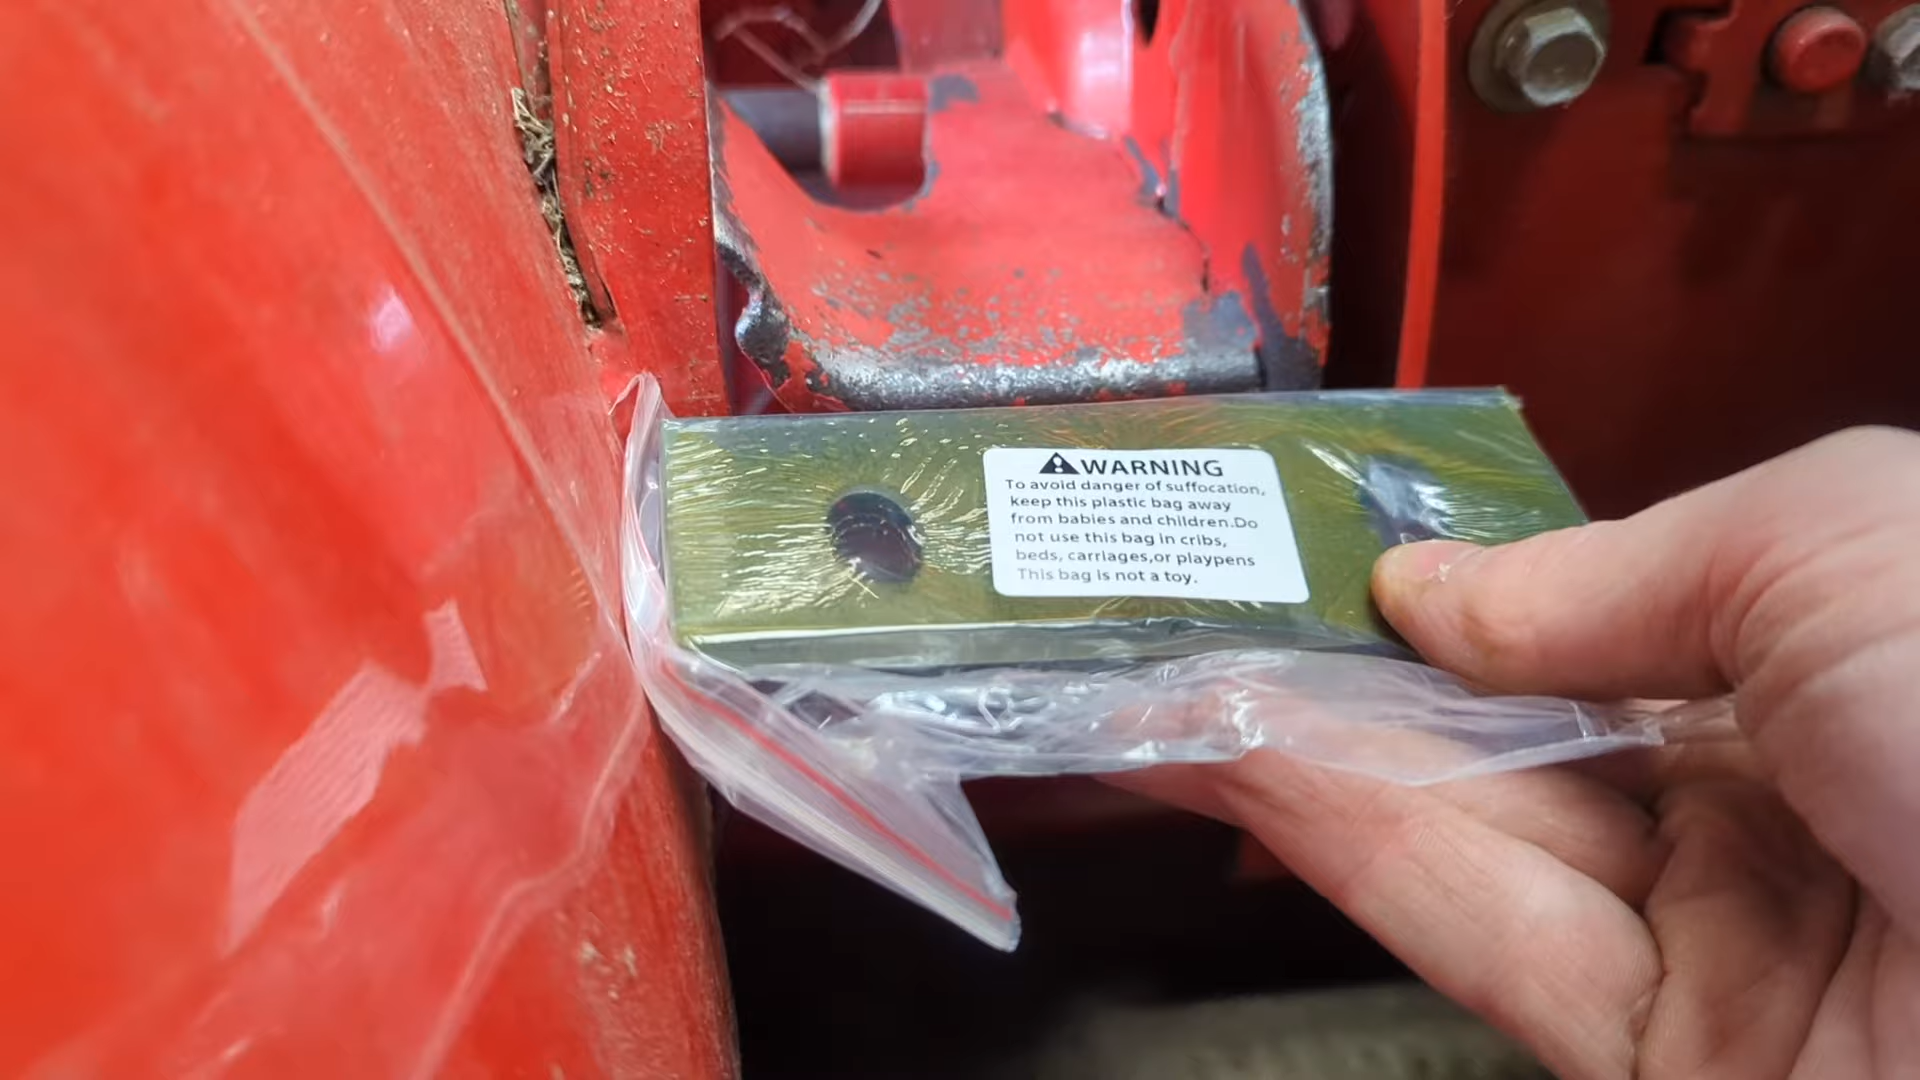 WARNING
To avoid danger of suffocation,
keep this plastic bag away
from babies and children.Do
not use this bag in cribs,
beds, carriages,or playpens
This bag is not a toy.